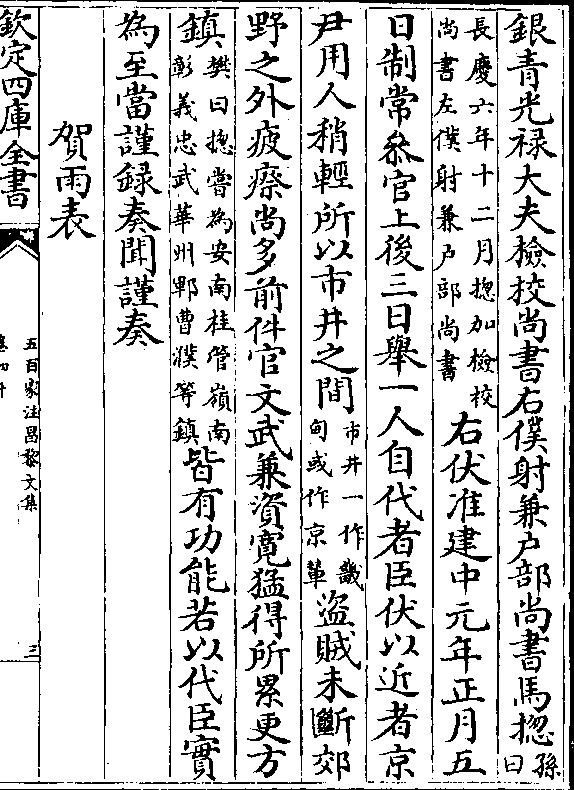 銀青光禄大夫檢校尚書右僕射兼户部尚書馬揔孫曰
長慶六年十二月揔加檢校尚書左僕射兼户部尚書右伏准建中元年正月五
日制常叅官上後三日舉一人自代者臣伏以近者京
尹用人稍輕所以市井之間市井一作畿甸或作京輦盜賊未斷郊
野之外疲瘵尚多前件官文武兼資寛猛得所累更方
鎮樊曰揔嘗為安南桂管嶺南彰義忠武華州鄆曹濮等鎮皆有功能若以代臣實
為至當謹録奏聞謹奏
賀雨表
欽定四庫全書
五百家注昌黎文集
三